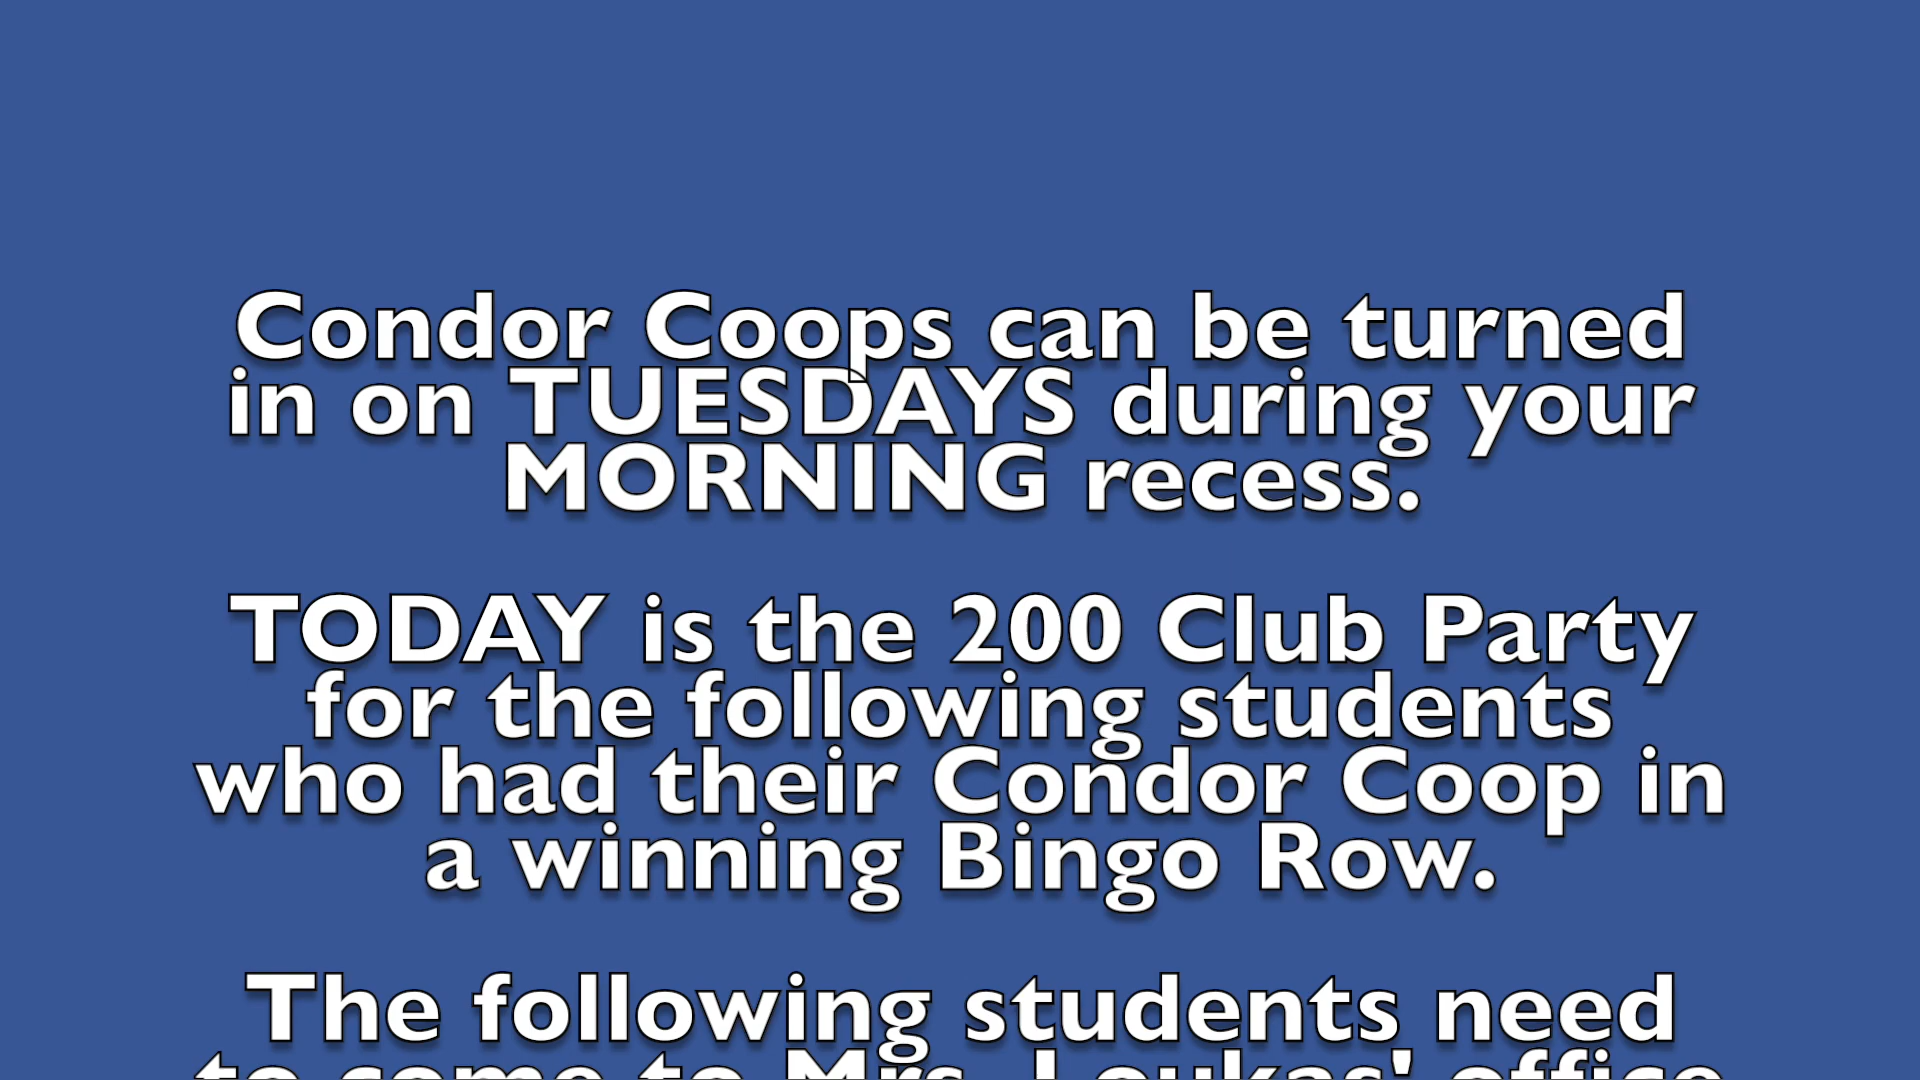 Condor Coops can be turned
in on TUESDAYS during your
MORNING recess.
TODAY is the 200 Club Party
for the following students
who had their Condor Coop in
a winning Bingo Row.
The following students need
to come to Mrs. Loukas' office